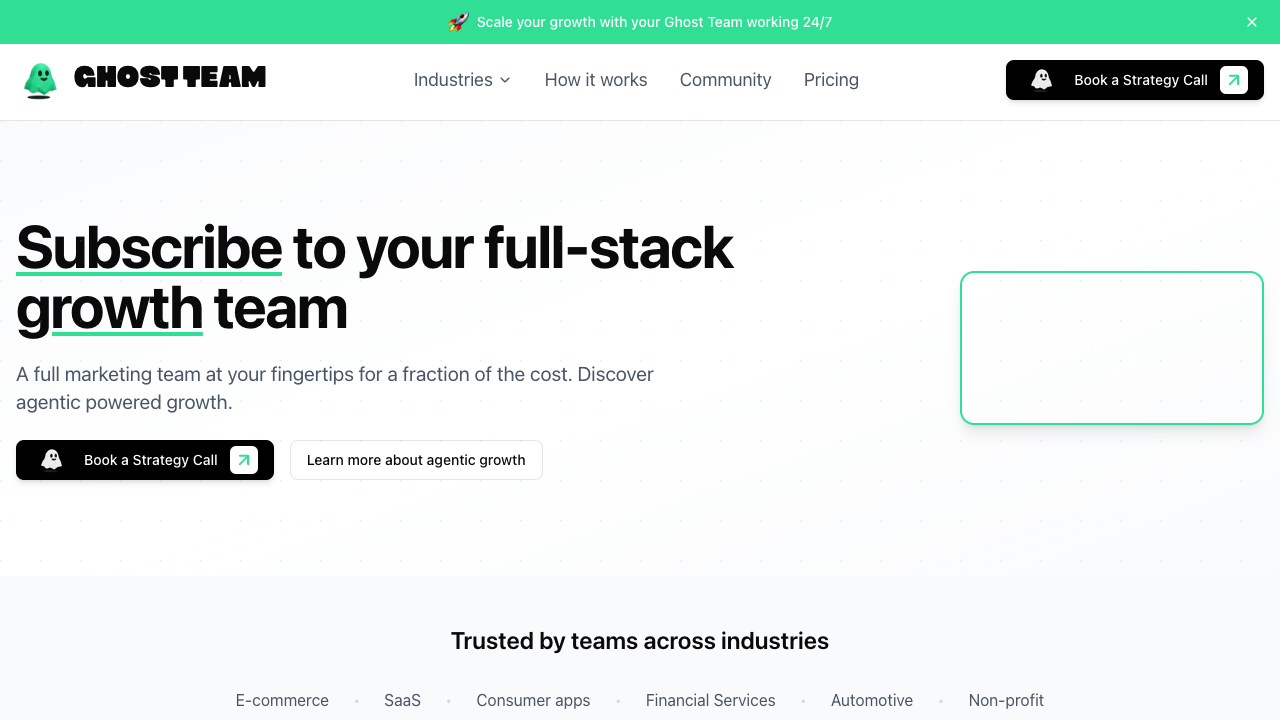 🚀 Scale your growth with your Ghost Team working 24/7
GHOST TEAM
Industries
How it works
Community
Pricing
Book a Strategy Call
Subscribe to your full-stack
growth team
A full marketing team at your fingertips for a fraction of the cost. Discover
agentic powered growth.
Book a Strategy Call
Learn more about agentic growth
Trusted by teams across industries
E-commerce • SaaS • Consumer apps • Financial Services • Automotive • Non-profit